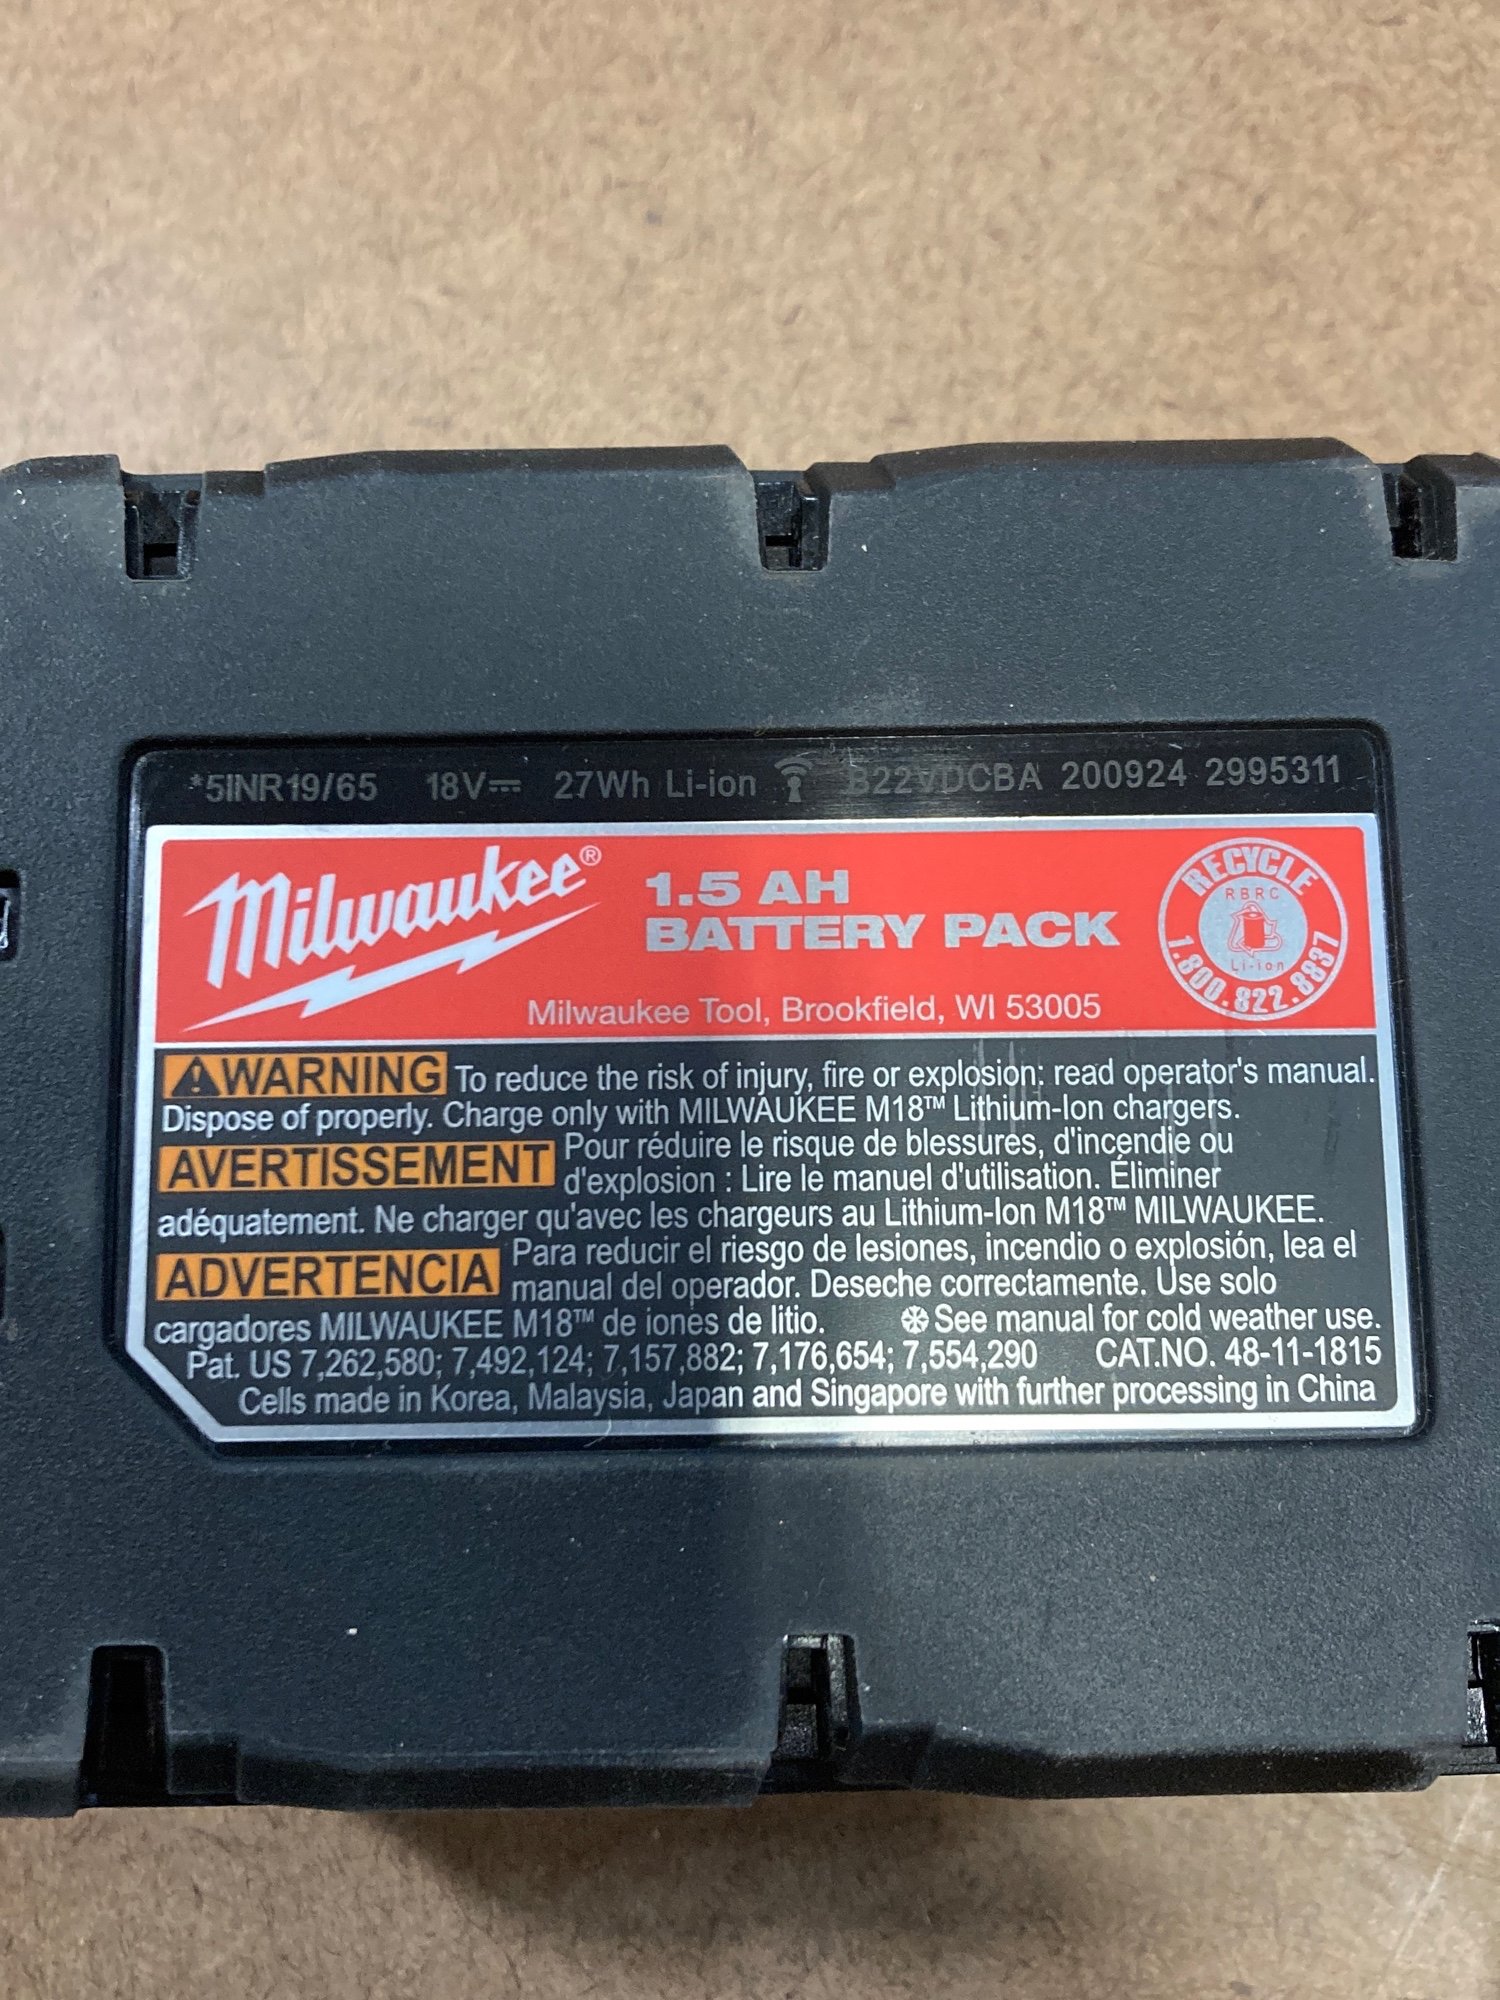 *5INR19/65 18V⎓ 27Wh Li-ion B22VDCBA 200924 2995311
Milwaukee®
1.5 AH
BATTERY PACK
Milwaukee Tool, Brookfield, WI 53005
RECYCLE
RBRC
Li-ion
1.800.822.8837
⚠WARNING To reduce the risk of injury, fire or explosion: read operator's manual.
Dispose of properly. Charge only with MILWAUKEE M18™ Lithium-Ion chargers.
AVERTISSEMENT Pour réduire le risque de blessures, d'incendie ou
d'explosion : Lire le manuel d'utilisation. Éliminer
adéquatement. Ne charger qu'avec les chargeurs au Lithium-Ion M18™ MILWAUKEE.
ADVERTENCIA Para reducir el riesgo de lesiones, incendio o explosión, lea el
manual del operador. Deseche correctamente. Use solo
cargadores MILWAUKEE M18™ de iones de litio. ❄See manual for cold weather use.
Pat. US 7,262,580; 7,492,124; 7,157,882; 7,176,654; 7,554,290 CAT.NO. 48-11-1815
Cells made in Korea, Malaysia, Japan and Singapore with further processing in China